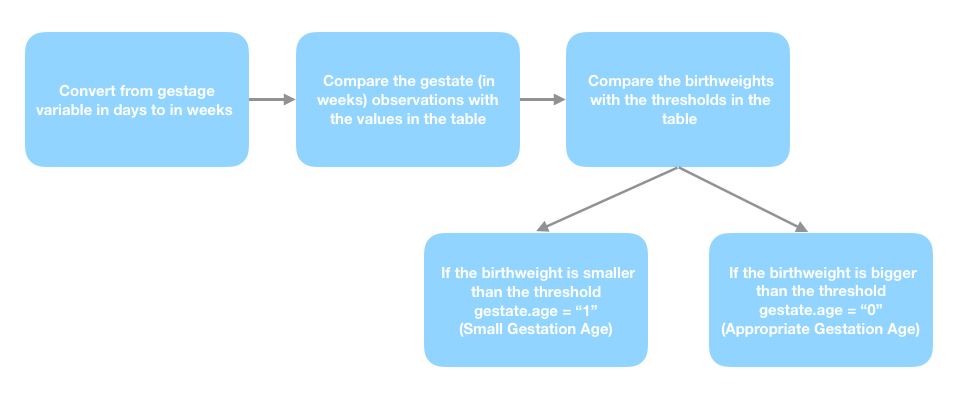 Convert from gestage
variable in days to in weeks
Compare the gestate (in
weeks) observations with
the values in the table
Compare the birthweights
with the thresholds in the
table
If the birthweight is smaller
than the threshold
gestate.age = “1”
(Small Gestation Age)
If the birthweight is bigger
than the threshold
gestate.age = “0”
(Appropriate Gestation Age)